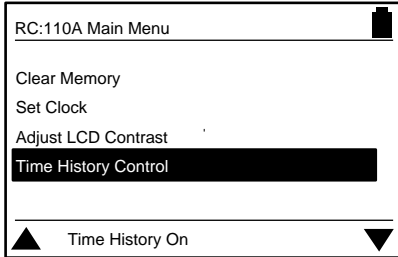 RC:110A Main Menu
Clear Memory
Set Clock
Adjust LCD Contrast
Time History Control
Time History On